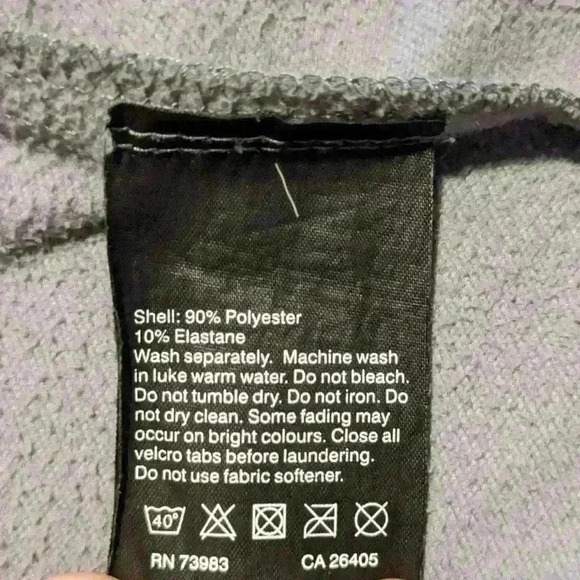 Shell: 90% Polyester
10% Elastane
Wash separately. Machine wash
in luke warm water. Do not bleach.
Do not tumble dry. Do not iron. Do
not dry clean. Some fading may
occur on bright colours. Close all
velcro tabs before laundering.
Do not use fabric softener.
40°
RN 73983 CA 26405